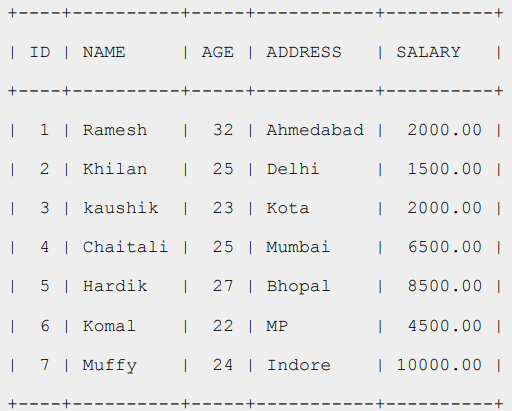 +----+----------+-----+-----------+----------+
| ID | NAME     | AGE | ADDRESS   | SALARY   |
+----+----------+-----+-----------+----------+
|  1 | Ramesh   |  32 | Ahmedabad |  2000.00 |
|  2 | Khilan   |  25 | Delhi     |  1500.00 |
|  3 | kaushik  |  23 | Kota      |  2000.00 |
|  4 | Chaitali |  25 | Mumbai    |  6500.00 |
|  5 | Hardik   |  27 | Bhopal    |  8500.00 |
|  6 | Komal    |  22 | MP        |  4500.00 |
|  7 | Muffy    |  24 | Indore    | 10000.00 |
+----+----------+-----+-----------+----------+